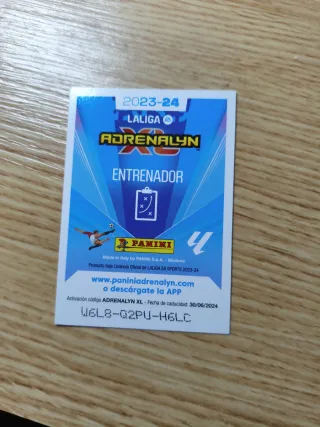 2023-24
LALIGA
ADRENALYN
XL
ENTRENADOR
PANINI
Made in Italy by PANINI S.p.A. - Modena
Producto bajo Licencia Oficial de LALIGA EA SPORTS 2023-24
www.paniniadrenalyn.com
o descárgate la APP
Activación código ADRENALYN XL - Fecha de caducidad: 30/06/2024
W6L8-Q2PV-H6LC